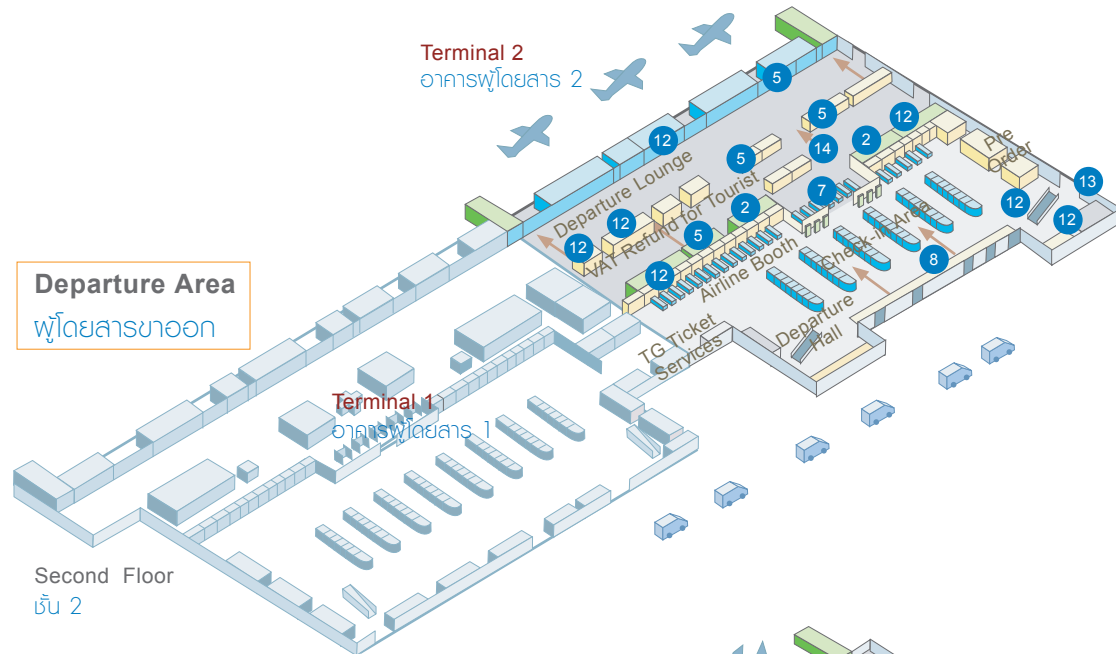 Terminal 2
อาคารผู้โดยสาร 2
5
5
12
2
12
5
14
Pre
Order
7
13
Departure Lounge
VAT Refund for Tourist
12
12
12
2
12
5
Check-in Area
8
12
Airline Booth
Departure Area
ผู้โดยสารขาออก
Departure
Hall
TG Ticket
Services
Terminal 1
อาคารผู้โดยสาร 1
Second Floor
ชั้น 2